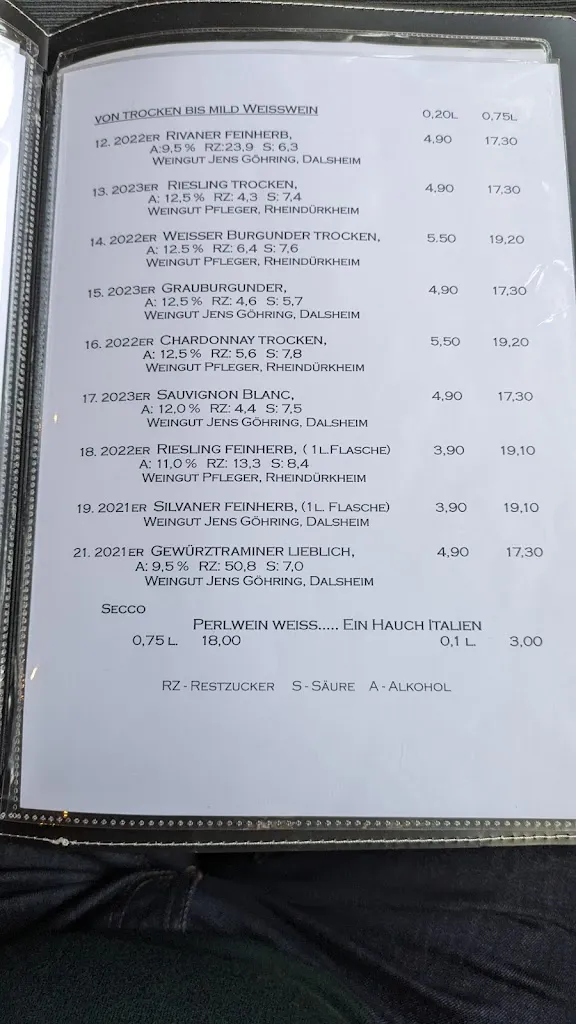 VON TROCKEN BIS MILD WEISSWEIN 0,20L 0,75L
12. 2022ER RIVANER FEINHERB, 4,90 17,30
A:9,5 % RZ:23,9 S: 6,3
WEINGUT JENS GÖHRING, DALSHEIM
13. 2023ER RIESLING TROCKEN, 4,90 17,30
A: 12,5 % RZ: 4,3 S: 7,4
WEINGUT PFLEGER, RHEINDÜRKHEIM
14. 2022ER WEISSER BURGUNDER TROCKEN, 5.50 19,20
A: 12.5 % RZ: 6,4 S: 7,6
WEINGUT PFLEGER, RHEINDÜRKHEIM
15. 2023ER GRAUBURGUNDER, 4,90 17,30
A: 12.5 % RZ: 4,6 S: 5,7
WEINGUT JENS GÖHRING, DALSHEIM
16. 2022ER CHARDONNAY TROCKEN, 5,50 19,20
A: 12,5 % RZ: 5,6 S: 7,8
WEINGUT PFLEGER, RHEINDÜRKHEIM
17. 2023ER SAUVIGNON BLANC, 4,90 17,30
A: 12,0 % RZ: 4,4 S: 7,5
WEINGUT JENS GÖHRING, DALSHEIM
18. 2022ER RIESLING FEINHERB, ( 1L.FLASCHE) 3,90 19,10
A: 11,0 % RZ: 13,3 S: 8,4
WEINGUT PFLEGER, RHEINDÜRKHEIM
19. 2021ER SILVANER FEINHERB, (1L. FLASCHE) 3,90 19,10
WEINGUT JENS GÖHRING, DALSHEIM
21. 2021ER GEWÜRZTRAMINER LIEBLICH, 4,90 17,30
A: 9,5 % RZ: 50,8 S: 7,0
WEINGUT JENS GÖHRING, DALSHEIM
SECCO
PERLWEIN WEISS..... EIN HAUCH ITALIEN
0,75 L. 18,00 0,1 L. 3,00
RZ - RESTZUCKER S - SÄURE A - ALKOHOL